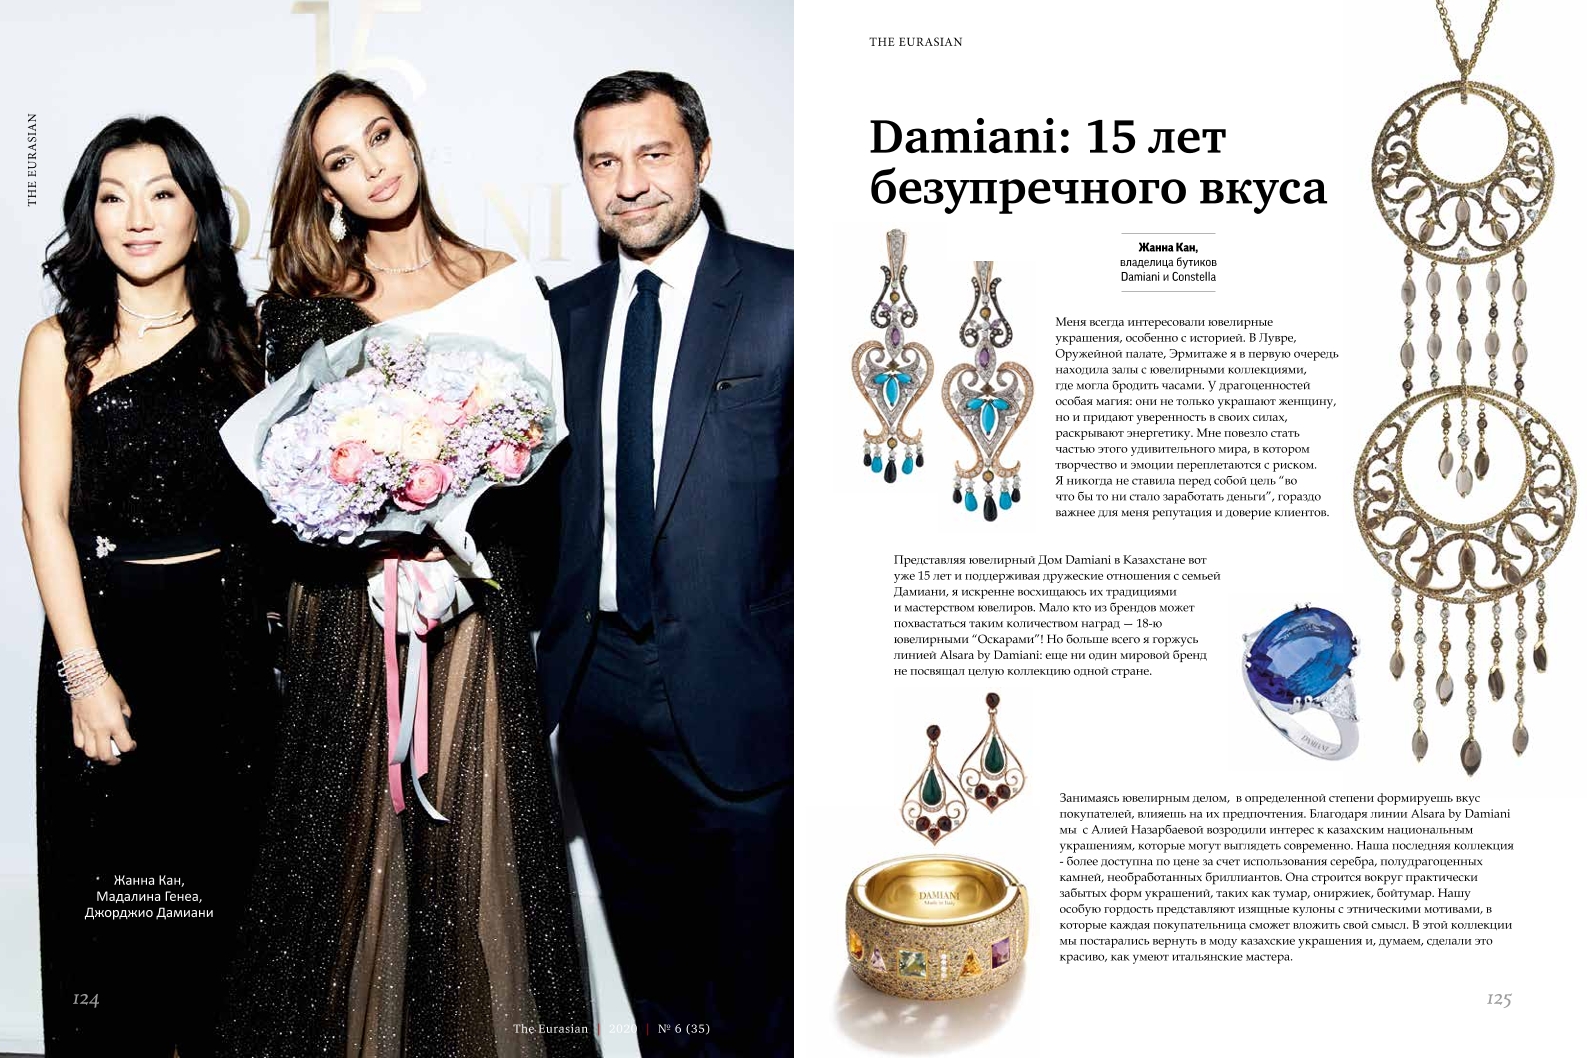 THE EURASIAN
15
DAMIANI
Жанна Кан,
Мадалина Генеа,
Джорджио Дамиани
124
The Eurasian | 2020 | № 6 (35)
THE EURASIAN
Damiani: 15 лет
безупречного вкуса
Жанна Кан,
владелица бутиков
Damiani и Constella
Меня всегда интересовали ювелирные
украшения, особенно с историей. В Лувре,
Оружейной палате, Эрмитаже я в первую очередь
находила залы с ювелирными коллекциями,
где могла бродить часами. У драгоценностей
особая магия: они не только украшают женщину,
но и придают уверенность в своих силах,
раскрывают энергетику. Мне повезло стать
частью этого удивительного мира, в котором
творчество и эмоции переплетаются с риском.
Я никогда не ставила перед собой цель “во
что бы то ни стало заработать деньги”, гораздо
важнее для меня репутация и доверие клиентов.
Представляя ювелирный Дом Damiani в Казахстане вот
уже 15 лет и поддерживая дружеские отношения с семьей
Дамиани, я искренне восхищаюсь их традициями
и мастерством ювелиров. Мало кто из брендов может
похвастаться таким количеством наград — 18-ю
ювелирными “Оскарами”! Но больше всего я горжусь
линией Alsara by Damiani: еще ни один мировой бренд
не посвящал целую коллекцию одной стране.
DAMIANI
Занимаясь ювелирным делом, в определенной степени формируешь вкус
покупателей, влияешь на их предпочтения. Благодаря линии Alsara by Damiani
мы с Алией Назарбаевой возродили интерес к казахским национальным
украшениям, которые могут выглядеть современно. Наша последняя коллекция
- более доступна по цене за счет использования серебра, полудрагоценных
камней, необработанных бриллиантов. Она строится вокруг практически
забытых форм украшений, таких как тумар, онiржиек, бойтумар. Нашу
особую гордость представляют изящные кулоны с этническими мотивами, в
которые каждая покупательница сможет вложить свой смысл. В этой коллекции
мы постарались вернуть в моду казахские украшения и, думаем, сделали это
красиво, как умеют итальянские мастера.
DAMIANI
Made in Italy
125